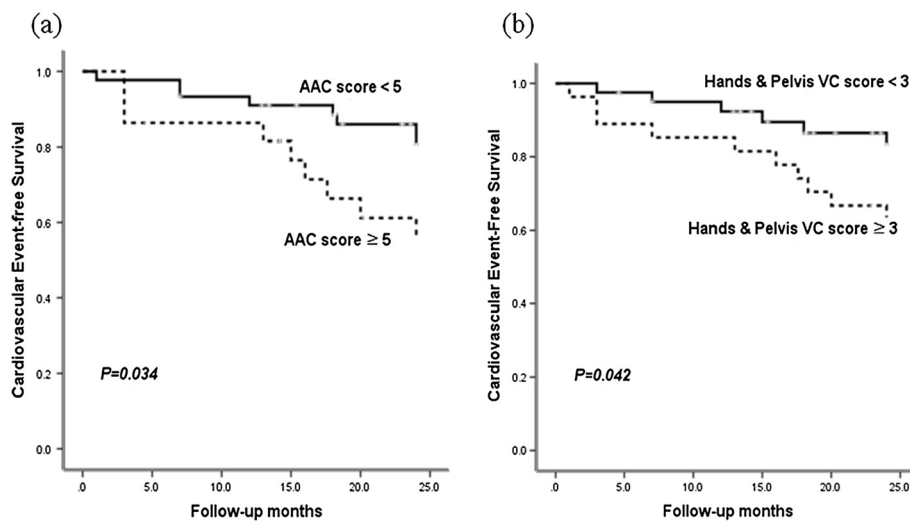 (a)
Cardiovascular Event-free Survival
1.0
0.8
0.6
0.4
0.2
0.0
AAC score < 5
AAC score ≥ 5
P=0.034
.0 5.0 10.0 15.0 20.0 25.0
Follow-up months
(b)
Cardiovascular Event-Free Survival
1.0
0.8
0.6
0.4
0.2
0.0
Hands & Pelvis VC score < 3
Hands & Pelvis VC score ≥ 3
P=0.042
.0 5.0 10.0 15.0 20.0 25.0
Follow-up months